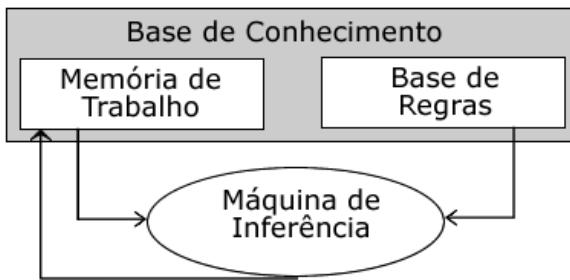 Base de Conhecimento
Memória de
Trabalho
Base de
Regras
Máquina de
Inferência